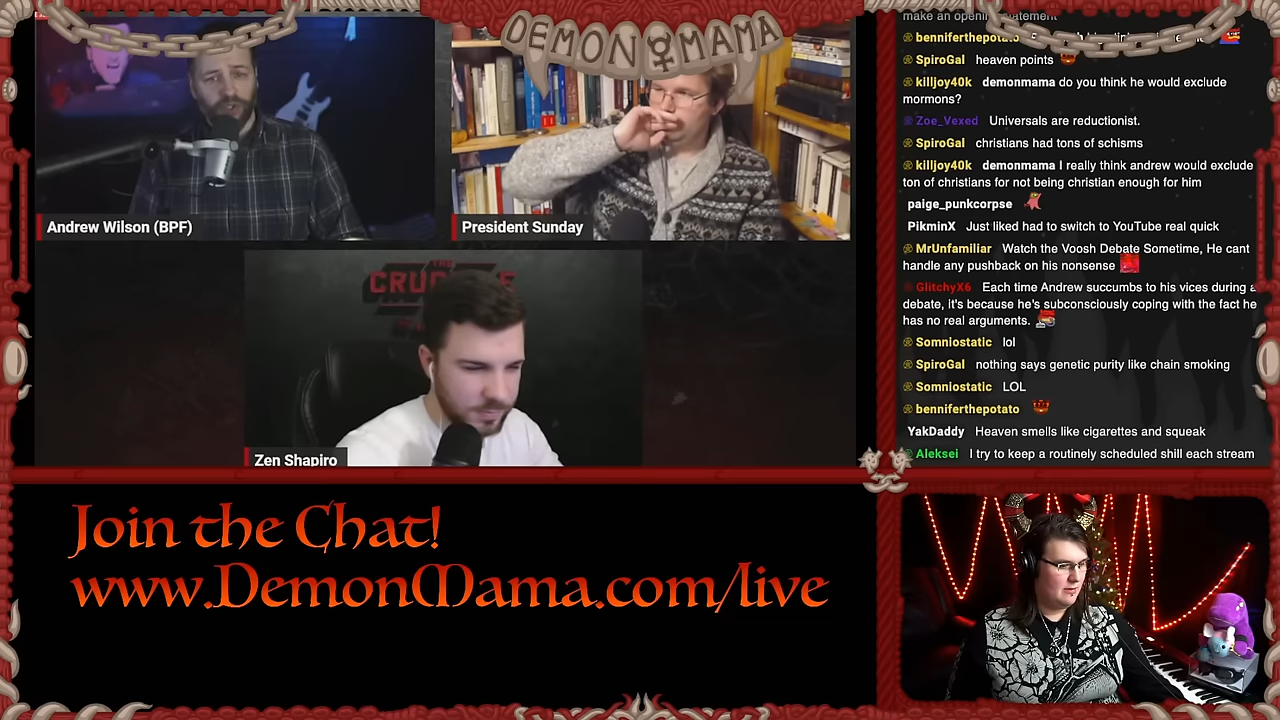 DEMON MAMA
Andrew Wilson (BPF)
President Sunday
THE
Zen Shapiro
make an opening statement
benniferthepotato
SpiroGal heaven points
killjoy40k demonmama do you think he would exclude
mormons?
Zoe_Vexed Universals are reductionist.
SpiroGal christians had tons of schisms
killjoy40k demonmama I really think andrew would exclude
ton of christians for not being christian enough for him
paige_punkcorpse
PikminX Just liked had to switch to YouTube real quick
MrUnfamiliar Watch the Voosh Debate Sometime, He cant
handle any pushback on his nonsense
GlitchyX6 Each time Andrew succumbs to his vices during a
debate, it's because he's subconsciously coping with the fact he
has no real arguments.
Somniostatic lol
SpiroGal nothing says genetic purity like chain smoking
Somniostatic LOL
benniferthepotato
YakDaddy Heaven smells like cigarettes and squeak
Aleksei I try to keep a routinely scheduled shill each stream
Join the Chat!
www.DemonMama.com/live